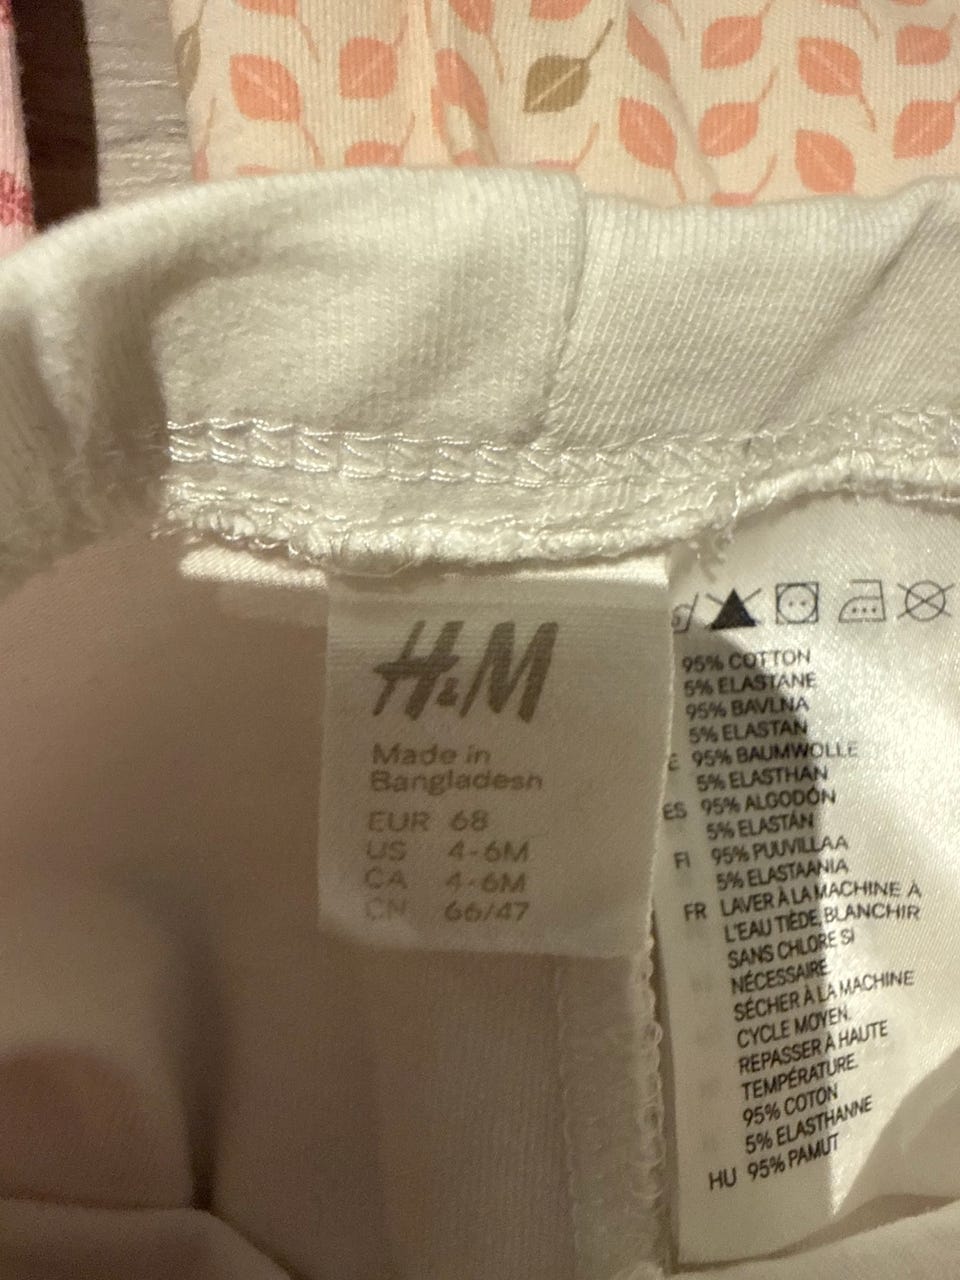 H&M
Made in
Bangladesh
EUR 68
US 4-6M
CA 4-6M
CN 66/47
95% COTTON
5% ELASTANE
95% BAVLNA
5% ELASTAN
E 95% BAUMWOLLE
5% ELASTHAN
ES 95% ALGODÓN
5% ELASTÁN
FI 95% PUUVILLAA
5% ELASTAANIA
FR LAVER À LA MACHINE À
L'EAU TIÈDE, BLANCHIR
SANS CHLORE SI
NÉCESSAIRE.
SÉCHER À LA MACHINE
CYCLE MOYEN.
REPASSER À HAUTE
TEMPÉRATURE.
95% COTON
5% ELASTHANNE
HU 95% PAMUT